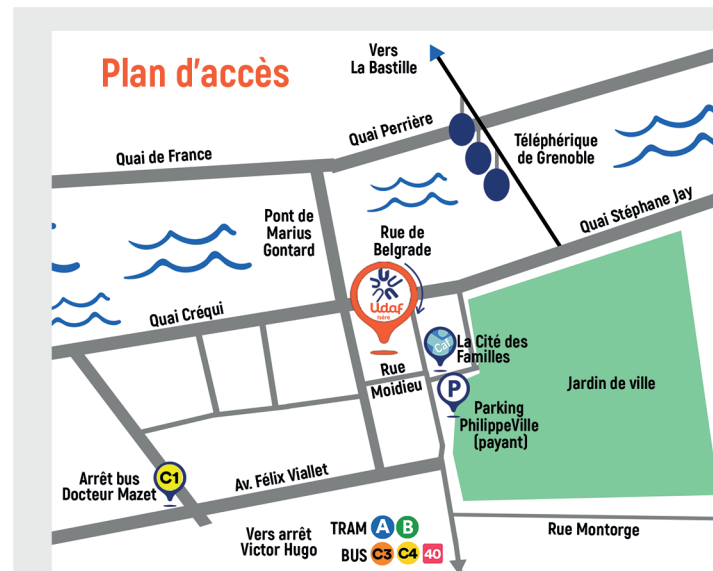 Plan d'accès
Vers
La Bastille
Quai de France
Quai Perrière
Téléphérique
de Grenoble
Quai Stéphane Jay
Pont de
Marius
Gontard
Rue de
Belgrade
Quai Créqui
Udaf
Isère
Caf
La Cité des
Familles
Rue
Moidieu
P
Parking
PhilippeVille
(payant)
Jardin de ville
Arrêt bus
Docteur Mazet
C1
Av. Félix Viallet
Vers arrêt
Victor Hugo
TRAM A B
BUS C3 C4 40
Rue Montorge